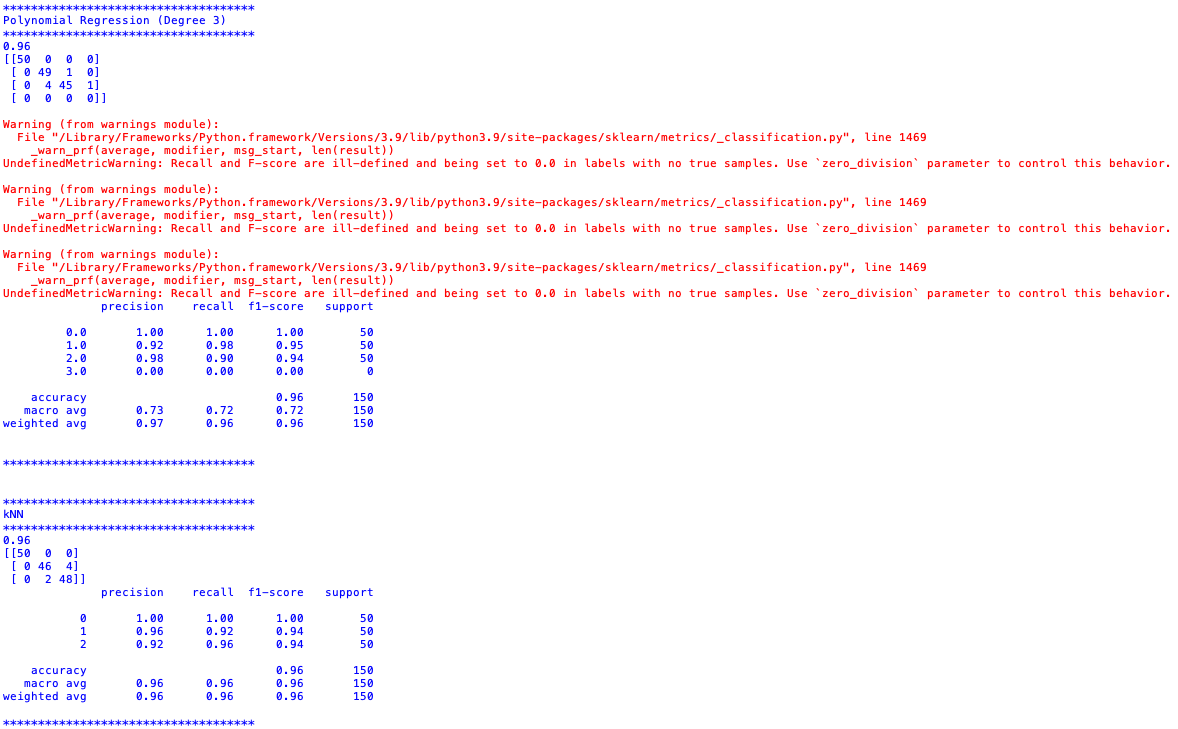 ************************************
Polynomial Regression (Degree 3)
************************************
0.96
[[50  0  0  0]
 [ 0 49  1  0]
 [ 0  4 45  1]
 [ 0  0  0  0]]
Warning (from warnings module):
  File "/Library/Frameworks/Python.framework/Versions/3.9/lib/python3.9/site-packages/sklearn/metrics/_classification.py", line 1469
    _warn_prf(average, modifier, msg_start, len(result))
UndefinedMetricWarning: Recall and F-score are ill-defined and being set to 0.0 in labels with no true samples. Use `zero_division` parameter to control this behavior.
Warning (from warnings module):
  File "/Library/Frameworks/Python.framework/Versions/3.9/lib/python3.9/site-packages/sklearn/metrics/_classification.py", line 1469
    _warn_prf(average, modifier, msg_start, len(result))
UndefinedMetricWarning: Recall and F-score are ill-defined and being set to 0.0 in labels with no true samples. Use `zero_division` parameter to control this behavior.
Warning (from warnings module):
  File "/Library/Frameworks/Python.framework/Versions/3.9/lib/python3.9/site-packages/sklearn/metrics/_classification.py", line 1469
    _warn_prf(average, modifier, msg_start, len(result))
UndefinedMetricWarning: Recall and F-score are ill-defined and being set to 0.0 in labels with no true samples. Use `zero_division` parameter to control this behavior.
              precision    recall  f1-score   support
         0.0       1.00      1.00      1.00        50
         1.0       0.92      0.98      0.95        50
         2.0       0.98      0.90      0.94        50
         3.0       0.00      0.00      0.00         0
    accuracy                           0.96       150
   macro avg       0.73      0.72      0.72       150
weighted avg       0.97      0.96      0.96       150
************************************
************************************
kNN
************************************
0.96
[[50  0  0]
 [ 0 46  4]
 [ 0  2 48]]
              precision    recall  f1-score   support
           0       1.00      1.00      1.00        50
           1       0.96      0.92      0.94        50
           2       0.92      0.96      0.94        50
    accuracy                           0.96       150
   macro avg       0.96      0.96      0.96       150
weighted avg       0.96      0.96      0.96       150
************************************